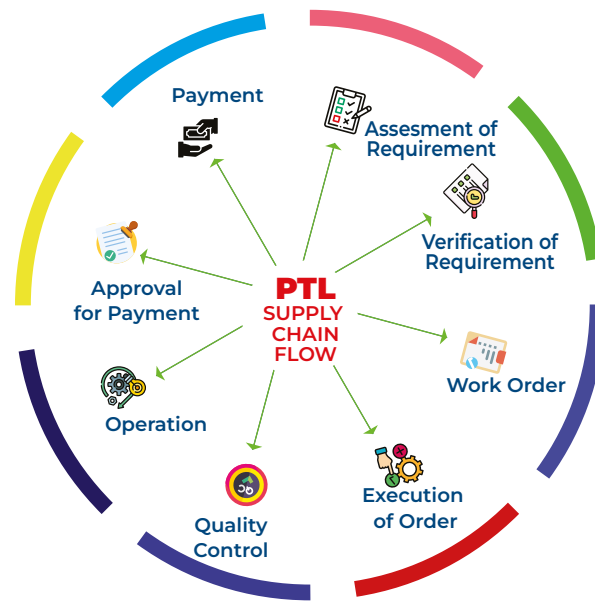 Payment
Assesment of
Requirement
Verification of
Requirement
Work Order
Execution
of Order
Quality
Control
Operation
Approval
for Payment
PTL
SUPPLY
CHAIN
FLOW